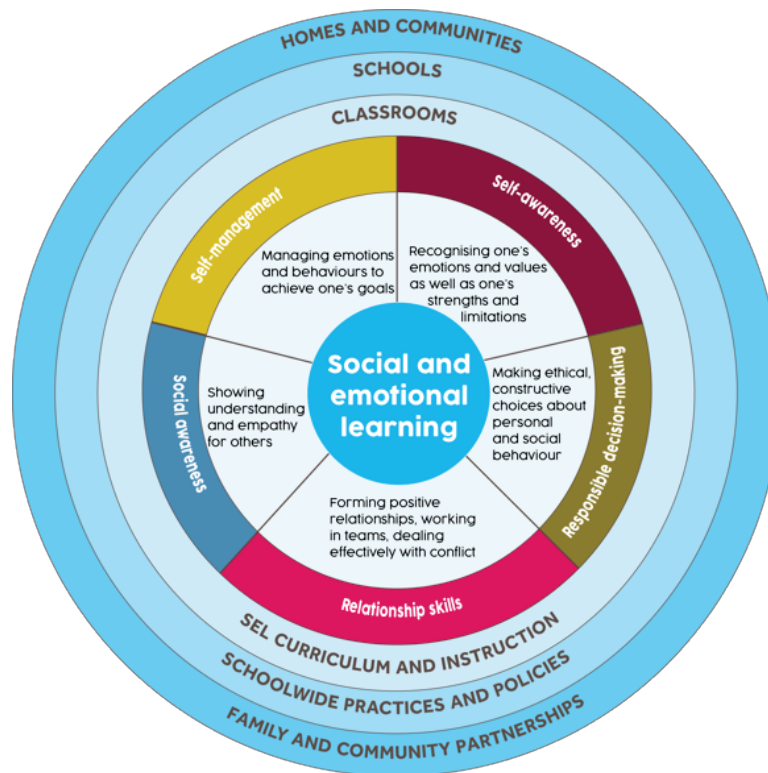 HOMES AND COMMUNITIES
SCHOOLS
CLASSROOMS
Self-management
Self-awareness
Managing emotions
and behaviours to
achieve one's goals
Recognising one's
emotions and values
as well as one's
strengths and
limitations
Social and
emotional
learning
Social awareness
Showing
understanding
and empathy
for others
Making ethical,
constructive
choices about
personal
and social
behaviour
Responsible decision-making
Forming positive
relationships, working
in teams, dealing
effectively with conflict
Relationship skills
SEL CURRICULUM AND INSTRUCTION
SCHOOLWIDE PRACTICES AND POLICIES
FAMILY AND COMMUNITY PARTNERSHIPS